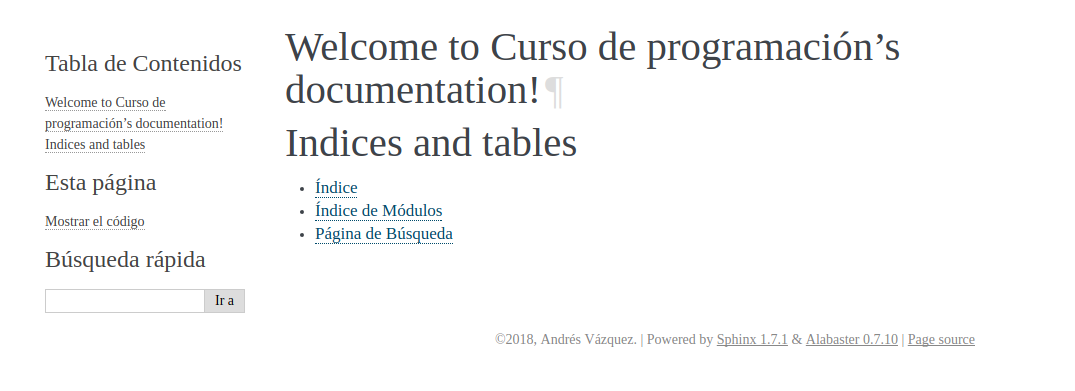 Tabla de Contenidos
Welcome to Curso de
programación’s documentation!
Indices and tables
Esta página
Mostrar el código
Búsqueda rápida
Ir a
Welcome to Curso de programación’s
documentation!¶
Indices and tables
• Índice
• Índice de Módulos
• Página de Búsqueda
©2018, Andrés Vázquez. | Powered by Sphinx 1.7.1 & Alabaster 0.7.10 | Page source